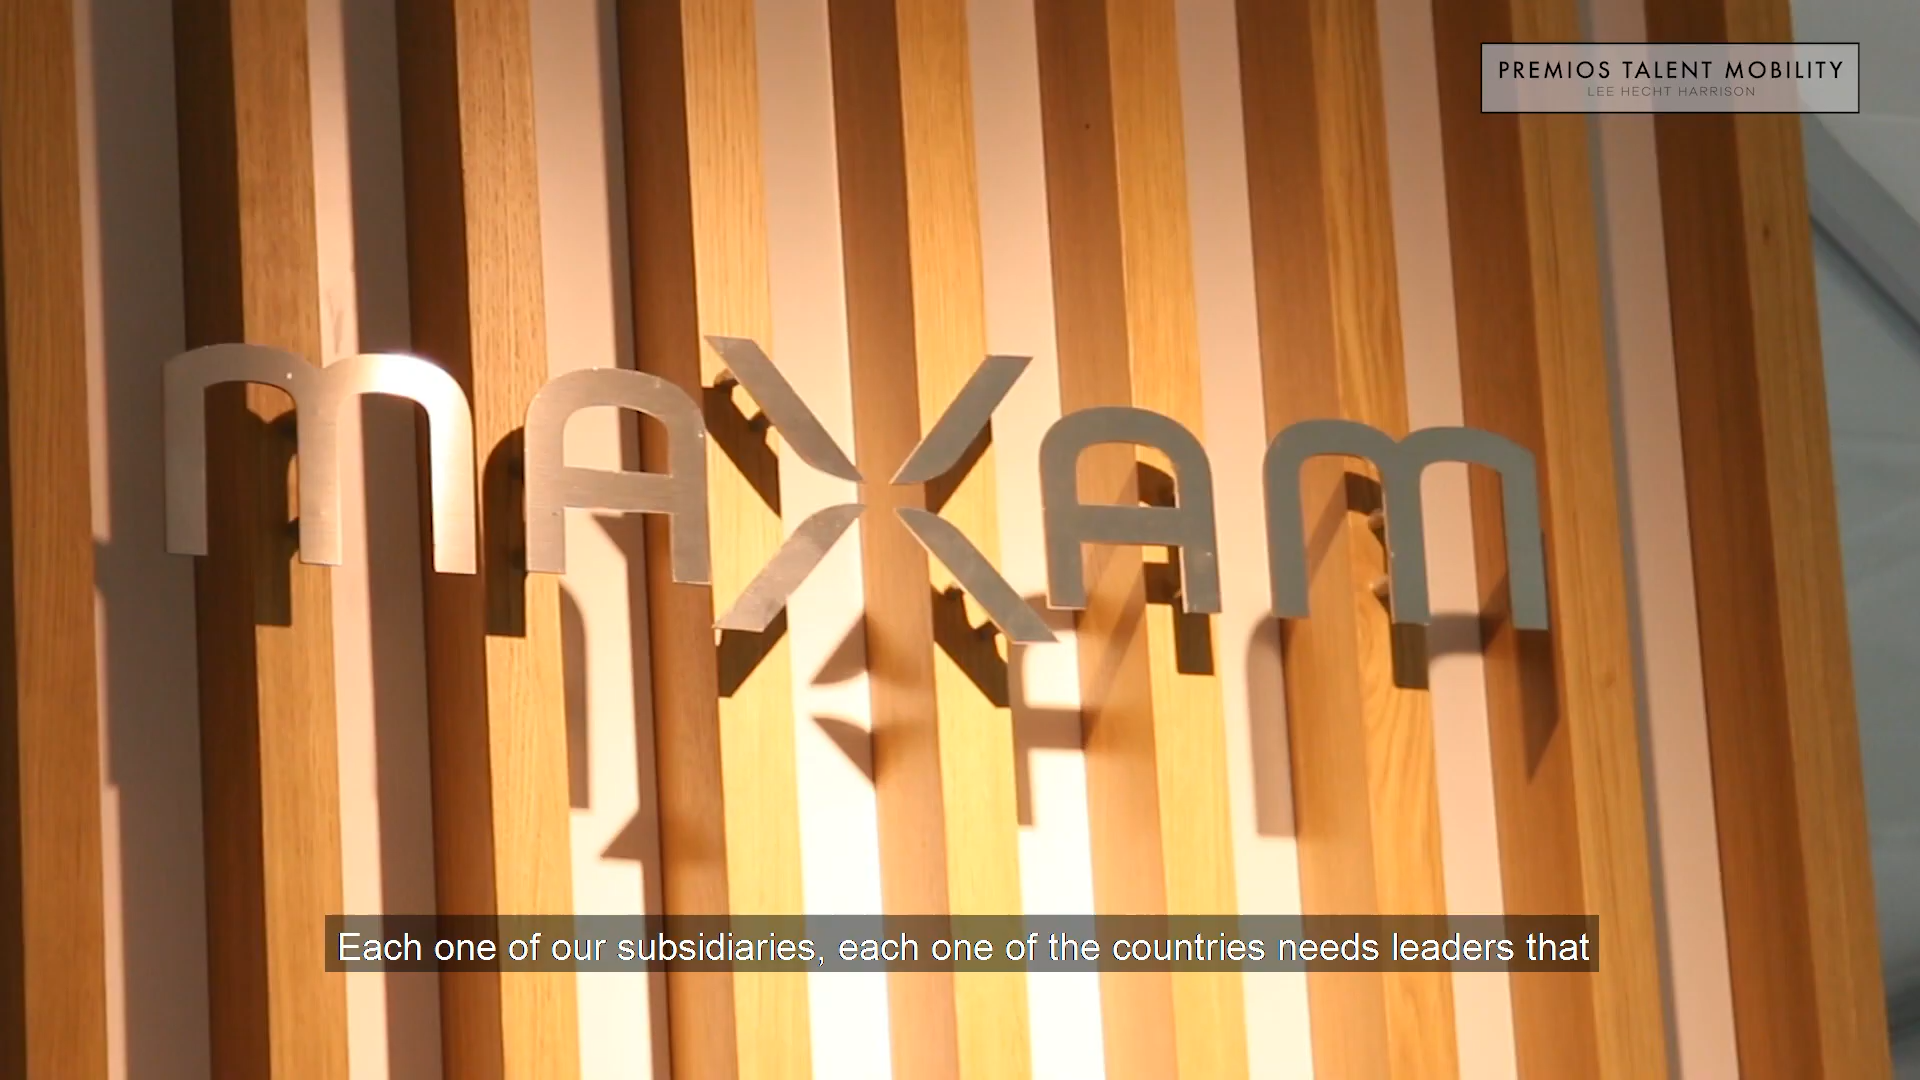 PREMIOS TALENT MOBILITY
LEE HECHT HARRISON
MAXAM
Each one of our subsidiaries, each one of the countries needs leaders that